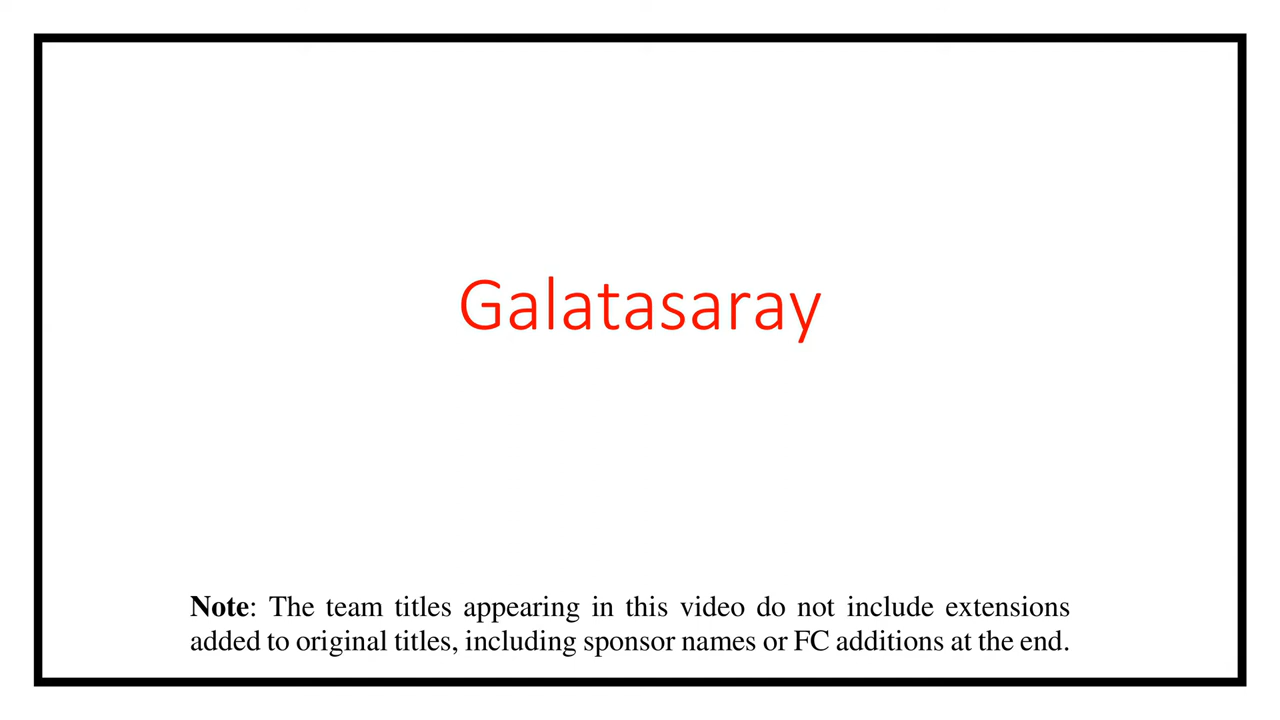 Galatasaray
Note: The team titles appearing in this video do not include extensions
added to original titles, including sponsor names or FC additions at the end.